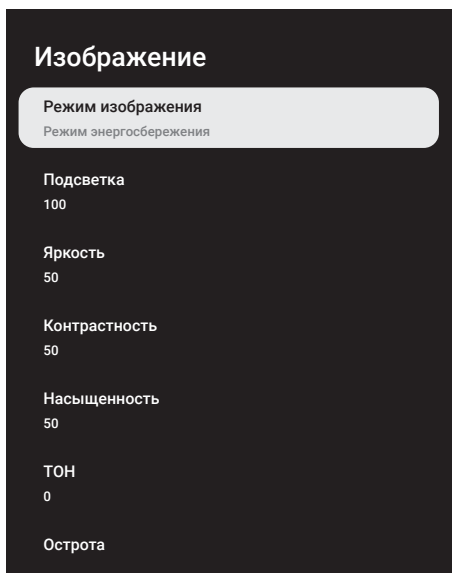 Изображение
Режим изображения
Режим энергосбережения
Подсветка
100
Яркость
50
Контрастность
50
Насыщенность
50
ТОН
0
Острота